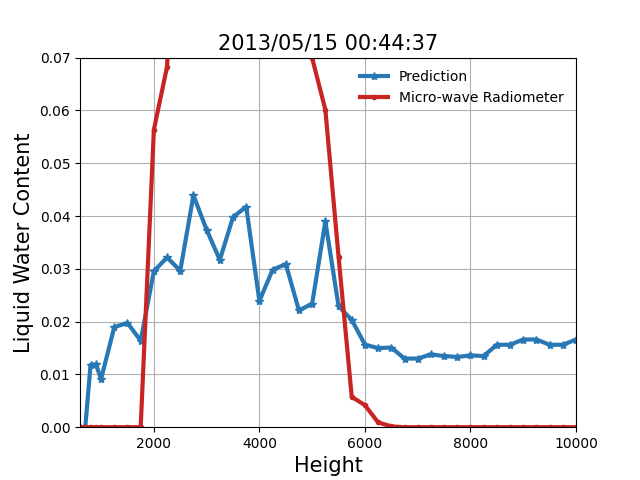 2013/05/15 00:44:37
0.07
0.06
0.05
0.04
0.03
0.02
0.01
0.00
Liquid Water Content
Prediction
Micro-wave Radiometer
2000 4000 6000 8000 10000
Height